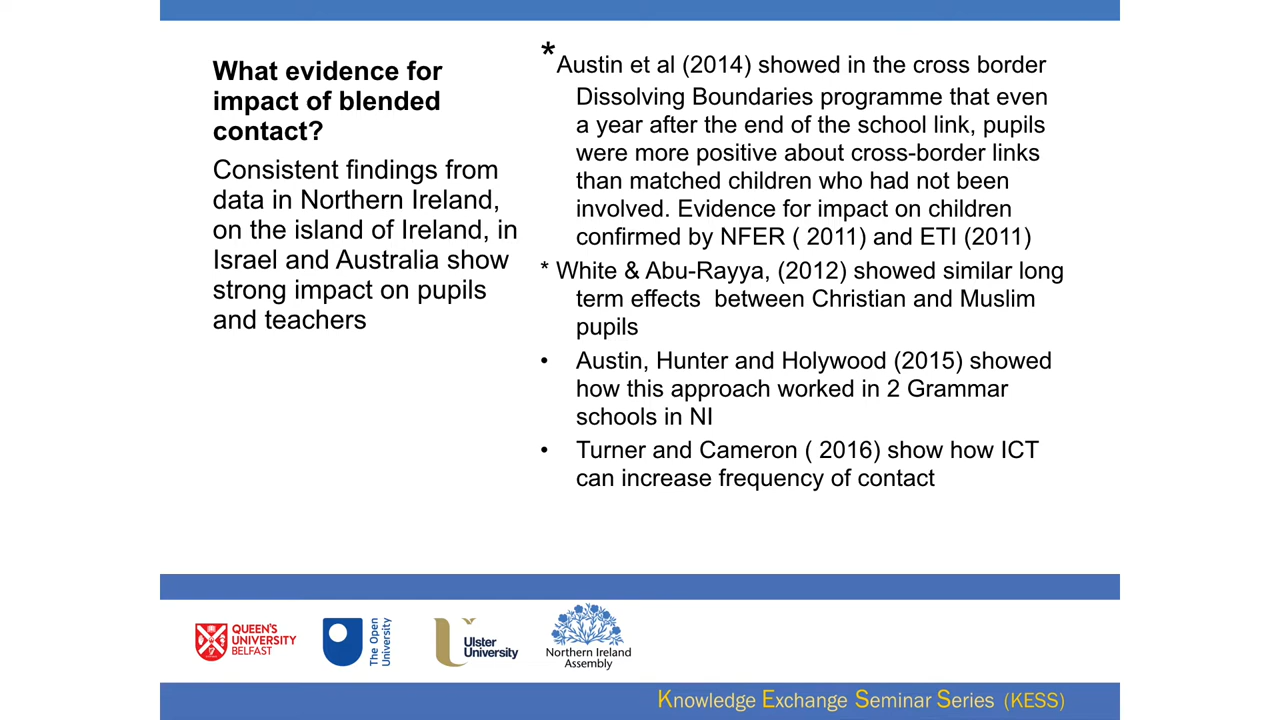 What evidence for
impact of blended
contact?
Consistent findings from
data in Northern Ireland,
on the island of Ireland, in
Israel and Australia show
strong impact on pupils
and teachers
*Austin et al (2014) showed in the cross border
Dissolving Boundaries programme that even
a year after the end of the school link, pupils
were more positive about cross-border links
than matched children who had not been
involved. Evidence for impact on children
confirmed by NFER ( 2011) and ETI (2011)
* White & Abu-Rayya, (2012) showed similar long
term effects  between Christian and Muslim
pupils
• Austin, Hunter and Holywood (2015) showed
how this approach worked in 2 Grammar
schools in NI
• Turner and Cameron ( 2016) show how ICT
can increase frequency of contact
QUEEN'S
UNIVERSITY
BELFAST
The Open
University
Ulster
University
Northern Ireland
Assembly
Knowledge Exchange Seminar Series (KESS)